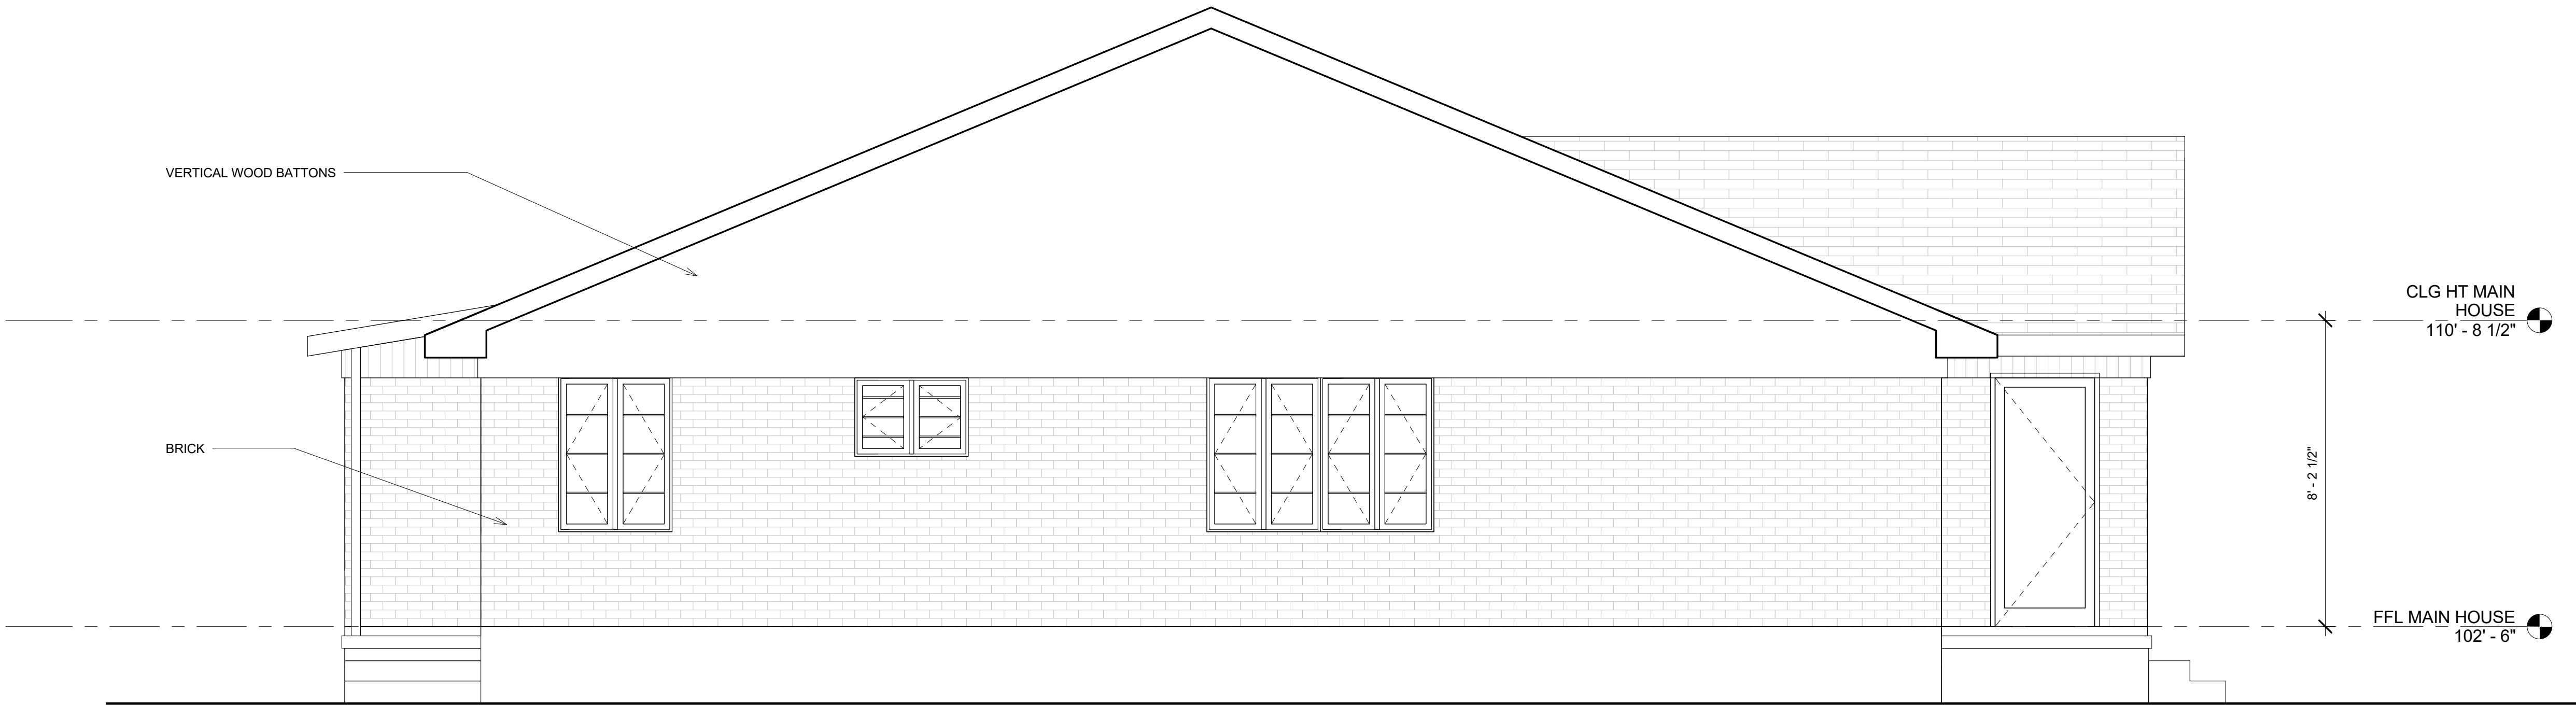 VERTICAL WOOD BATTONS
CLG HT MAIN
HOUSE
110' - 8 1/2"
BRICK
8' - 2 1/2"
FFL MAIN HOUSE
102' - 6"